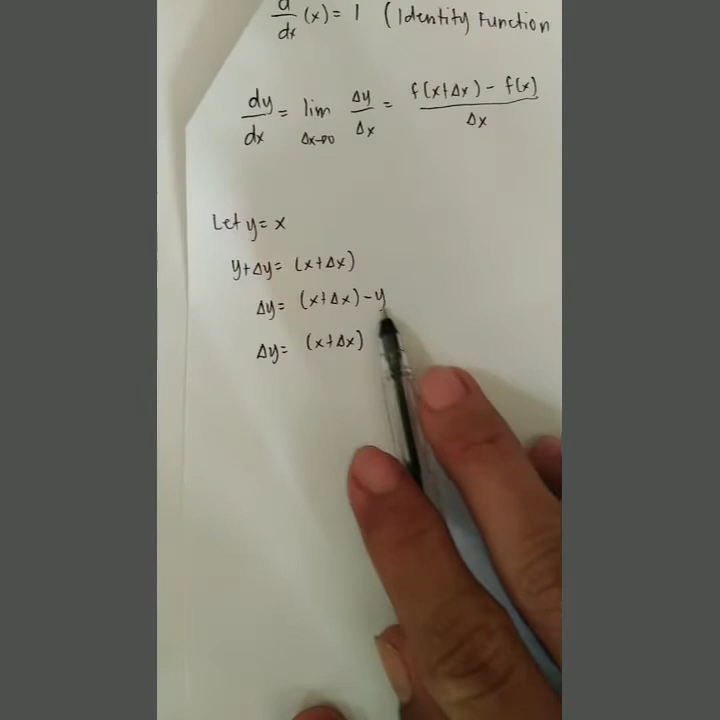 d/dx (x) = 1 (Identity Function
dy/dx = lim Δx→0 Δy/Δx = f(x+Δx) - f(x)/Δx
Let y = x
y+Δy = (x+Δx)
Δy = (x+Δx) - y
Δy = (x+Δx)